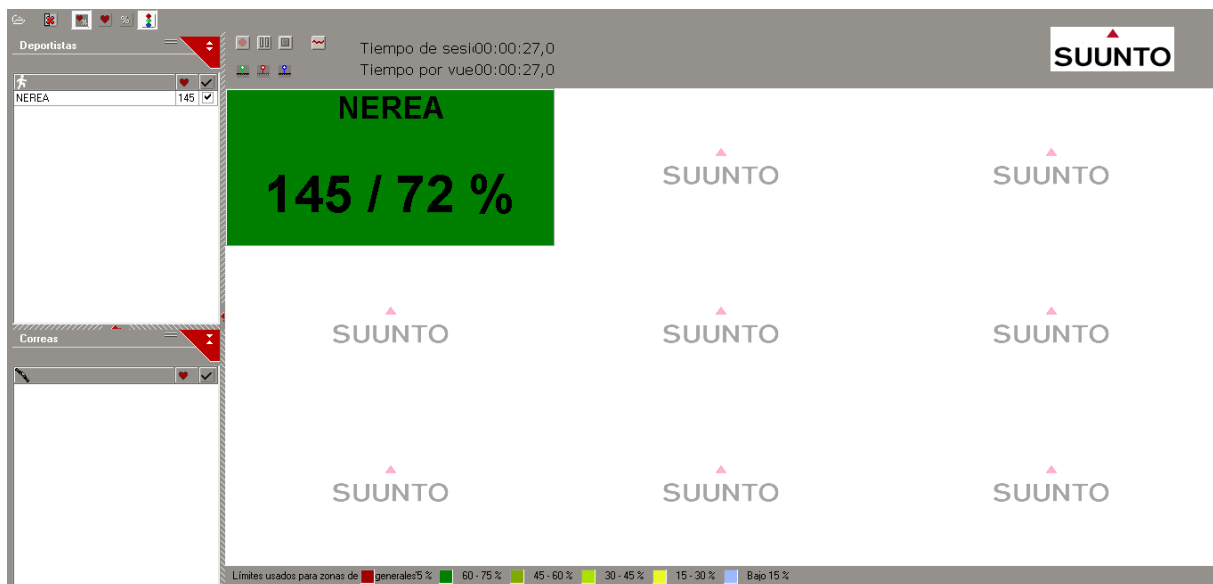 %
Deportistas
Tiempo de sesi00:00:27,0
Tiempo por vue00:00:27,0
SUUNTO
NEREA 145
NEREA
145 / 72 %
SUUNTO SUUNTO
SUUNTO SUUNTO SUUNTO
Correas
SUUNTO SUUNTO SUUNTO
Límites usados para zonas de generales 5 % 60 - 75 % 45 - 60 % 30 - 45 % 15 - 30 % Bajo 15 %